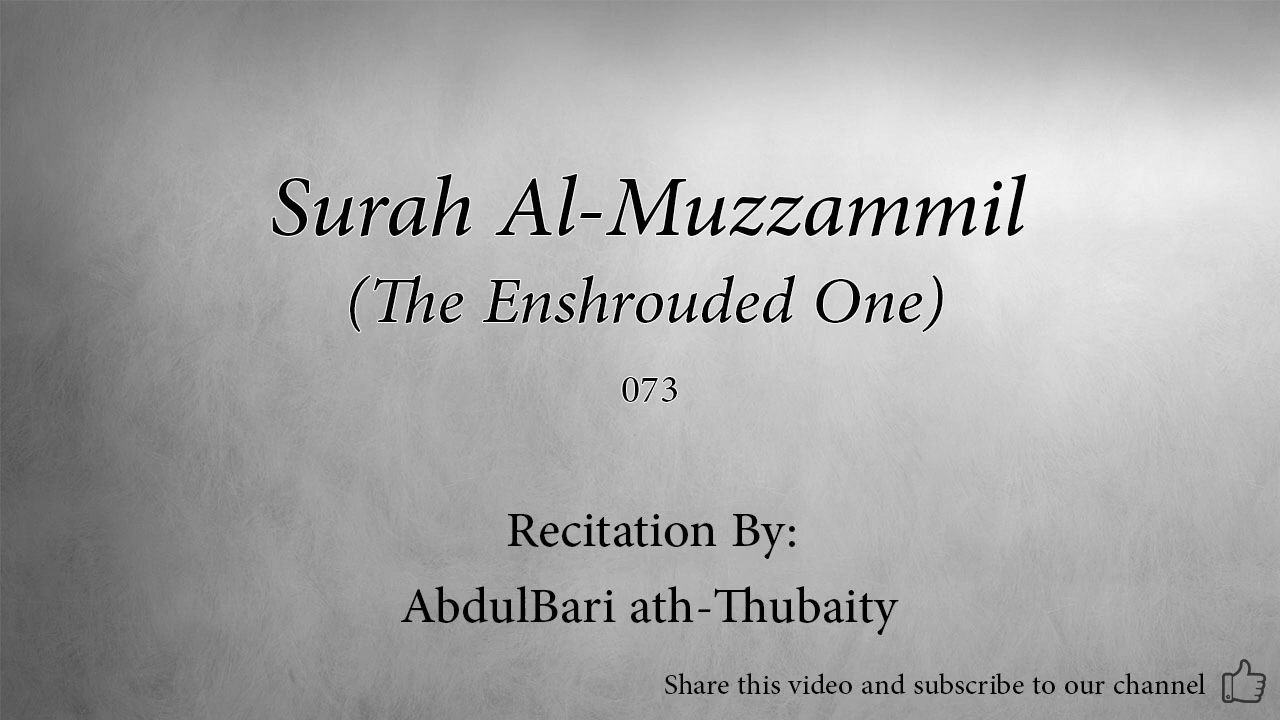 Surah Al-Muzzammil
(The Enshrouded One)
073
Recitation By:
AbdulBari ath-Thubaity
Share this video and subscribe to our channel